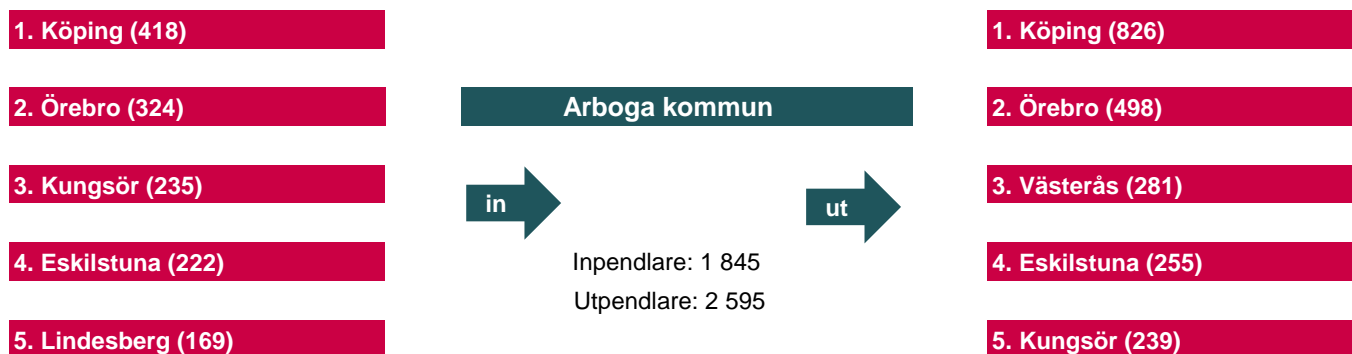 1. Köping (418)
2. Örebro (324)
3. Kungsör (235)
4. Eskilstuna (222)
5. Lindesberg (169)
Arboga kommun
in
ut
Inpendlare: 1 845
Utpendlare: 2 595
1. Köping (826)
2. Örebro (498)
3. Västerås (281)
4. Eskilstuna (255)
5. Kungsör (239)